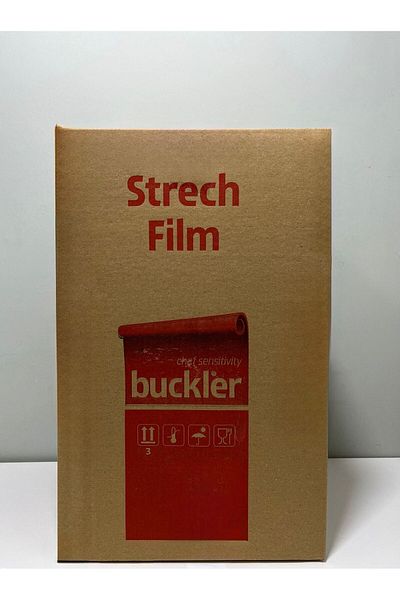 Strech
Film
chef sensitivity
buckler
3